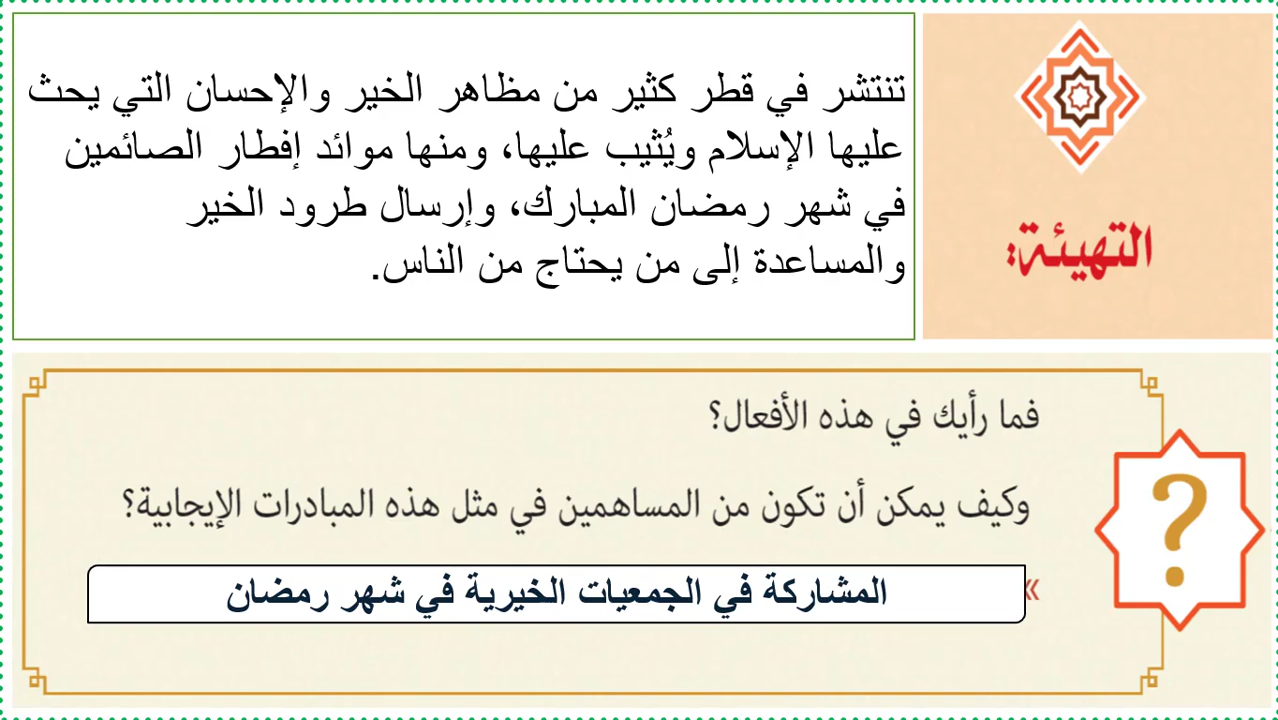 التهيئة:
تنتشر في قطر كثير من مظاهر الخير والإحسان التي يحث
عليها الإسلام ويُثيب عليها، ومنها موائد إفطار الصائمين
في شهر رمضان المبارك، وإرسال طرود الخير
والمساعدة إلى من يحتاج من الناس.
فما رأيك في هذه الأفعال؟
وكيف يمكن أن تكون من المساهمين في مثل هذه المبادرات الإيجابية؟
« المشاركة في الجمعيات الخيرية في شهر رمضان
?